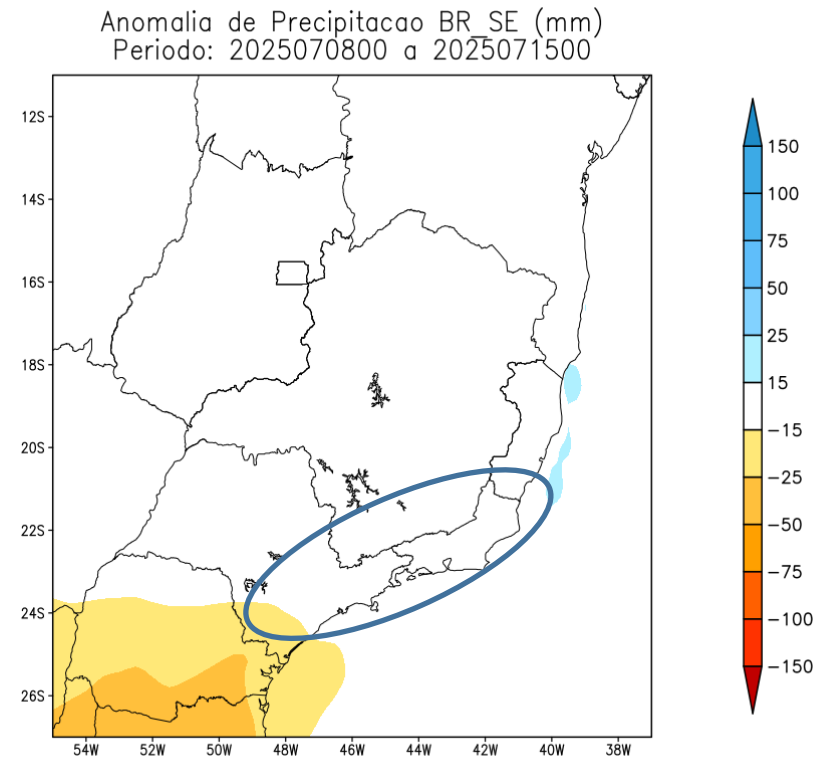 Anomalia de Precipitacao BR_SE (mm)
Periodo: 2025070800 a 2025071500
12S
14S
16S
18S
20S
22S
24S
26S
54W 52W 50W 48W 46W 44W 42W 40W 38W
150
100
75
50
25
15
−15
−25
−50
−75
−100
−150